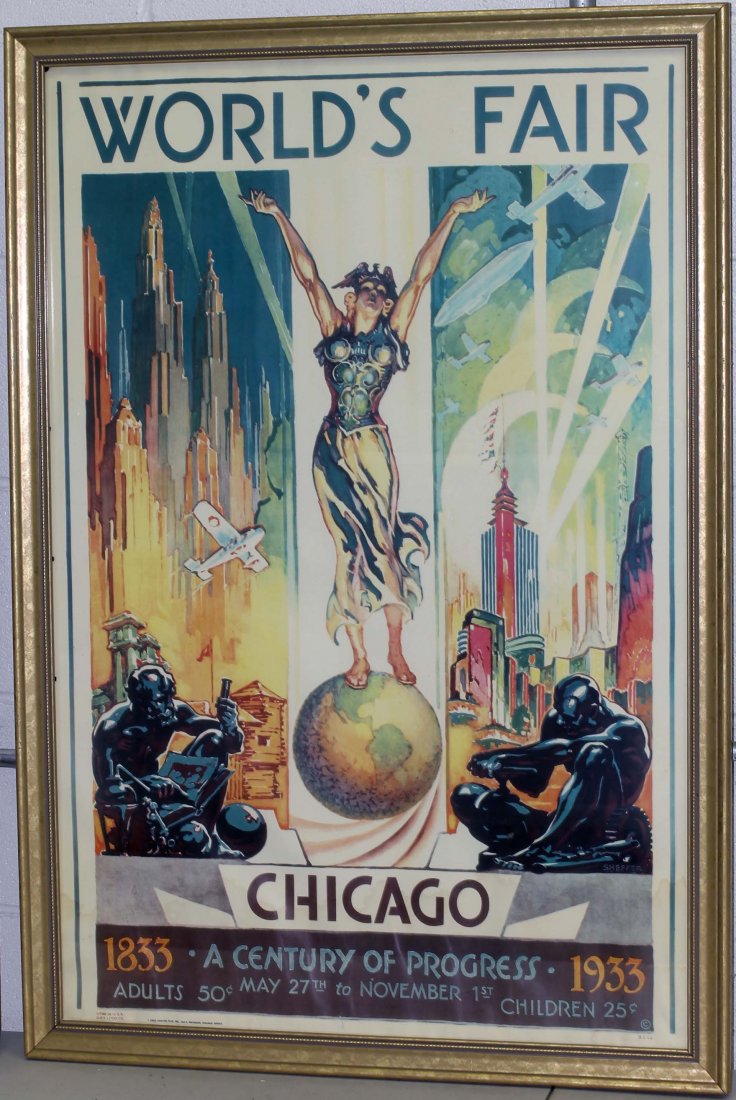 WORLD'S FAIR
SHEFFER
CHICAGO
1833 · A CENTURY OF PROGRESS · 1933
ADULTS 50¢ MAY 27TH to NOVEMBER 1ST CHILDREN 25¢
©